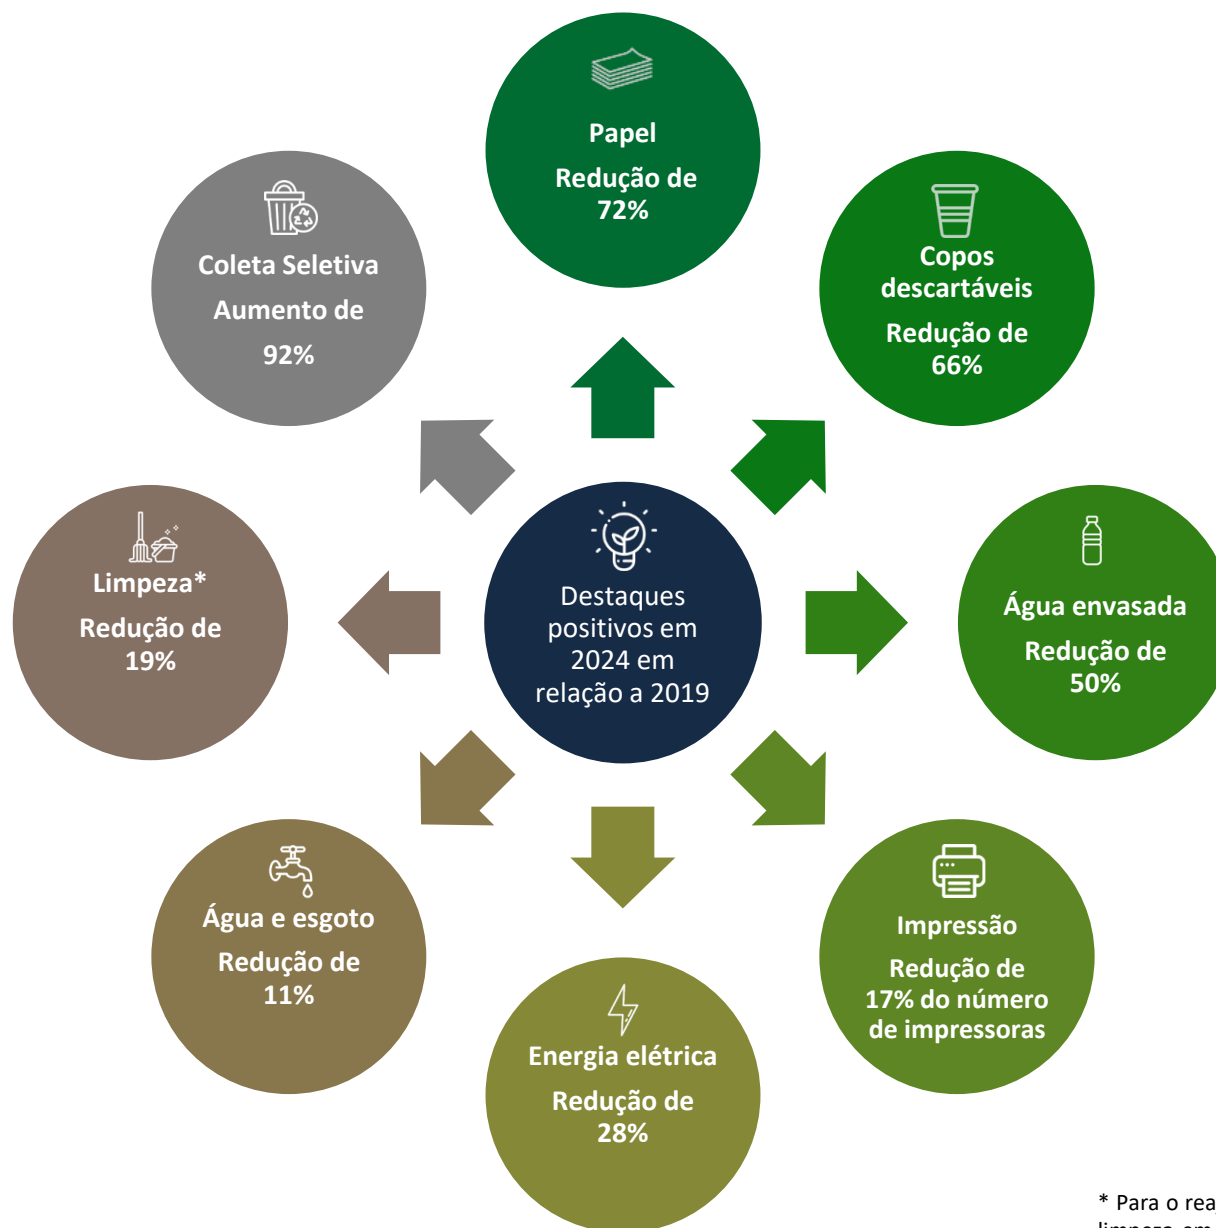 Papel
Redução de
72%
Copos
descartáveis
Redução de
66%
Água envasada
Redução de
50%
Impressão
Redução de
17% do número
de impressoras
Energia elétrica
Redução de
28%
Água e esgoto
Redução de
11%
Limpeza*
Redução de
19%
Coleta Seletiva
Aumento de
92%
Destaques
positivos em
2024 em
relação a 2019
* Para o